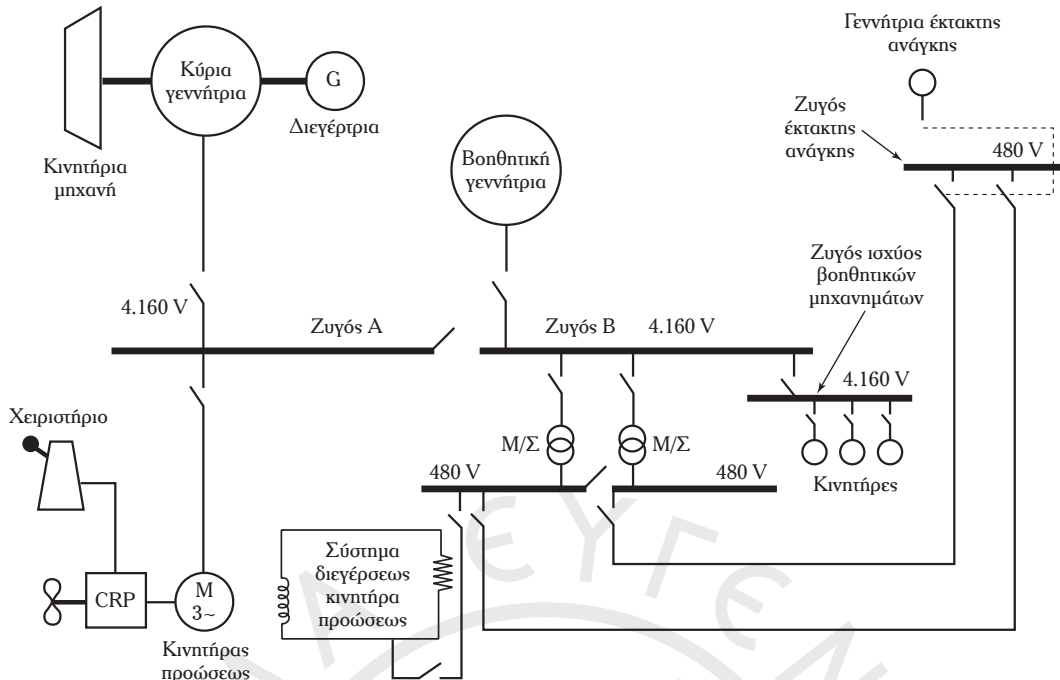 Γεννήτρια έκτακτης
ανάγκης
Κύρια
γεννήτρια
G
Διεγέρτρια
Κινητήρια
μηχανή
Βοηθητική
γεννήτρια
Ζυγός
έκτακτης
ανάγκης
480 V
Ζυγός ισχύος
βοηθητικών
μηχανημάτων
4.160 V
Ζυγός Α
Ζυγός Β
4.160 V
4.160 V
Χειριστήριο
Μ/Σ
Μ/Σ
480 V
480 V
Κινητήρες
Σύστημα
διεγέρσεως
κινητήρα
προώσεως
CRP
M
3~
Κινητήρας
προώσεως
ΕΥΓΕΝ